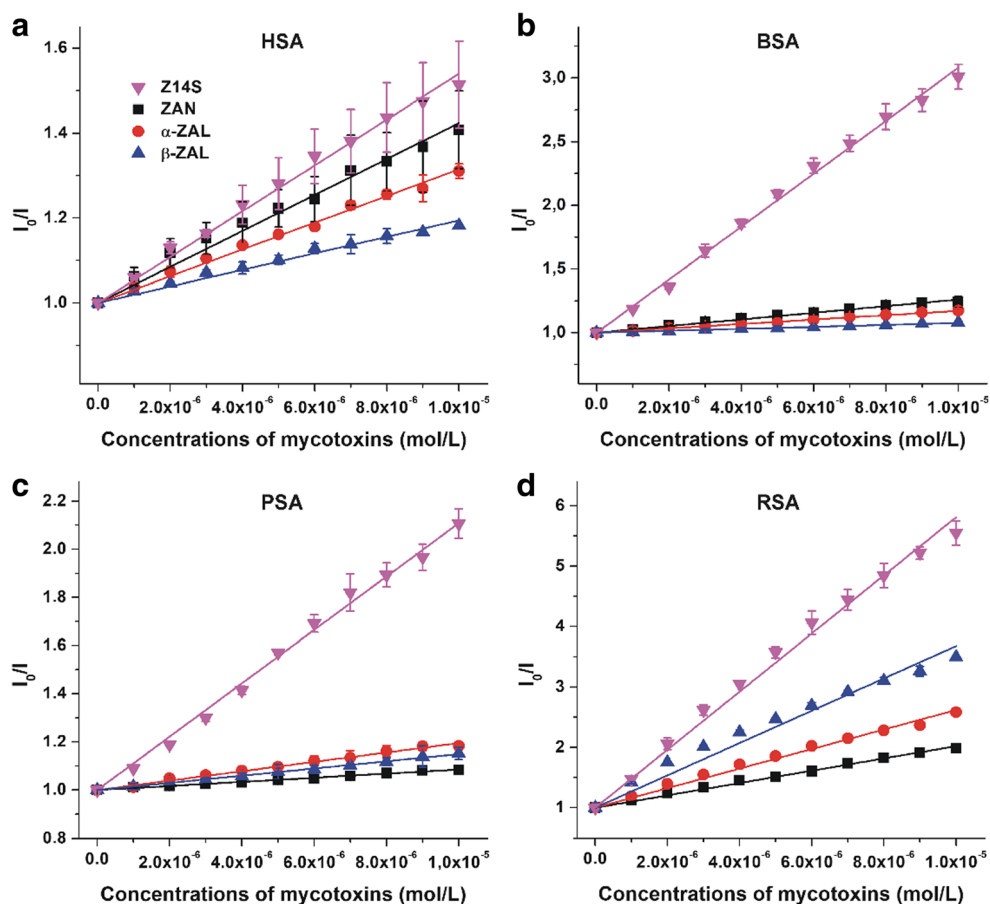 a
HSA
I₀/I
1.6
1.4
1.2
1.0
Z14S
ZAN
α-ZAL
β-ZAL
0.0 2.0x10⁻⁶ 4.0x10⁻⁶ 6.0x10⁻⁶ 8.0x10⁻⁶ 1.0x10⁻⁵
Concentrations of mycotoxins (mol/L)
b
BSA
I₀/I
3,0
2,5
2,0
1,5
1,0
0.0 2.0x10⁻⁶ 4.0x10⁻⁶ 6.0x10⁻⁶ 8.0x10⁻⁶ 1.0x10⁻⁵
Concentrations of mycotoxins (mol/L)
c
PSA
I₀/I
2.2
2.0
1.8
1.6
1.4
1.2
1.0
0.8
0.0 2.0x10⁻⁶ 4.0x10⁻⁶ 6.0x10⁻⁶ 8,0x10⁻⁶ 1,0x10⁻⁵
Concentrations of mycotoxins (mol/L)
d
RSA
I₀/I
6
5
4
3
2
1
0.0 2.0x10⁻⁶ 4.0x10⁻⁶ 6.0x10⁻⁶ 8.0x10⁻⁶ 1.0x10⁻⁵
Concentrations of mycotoxins (mol/L)